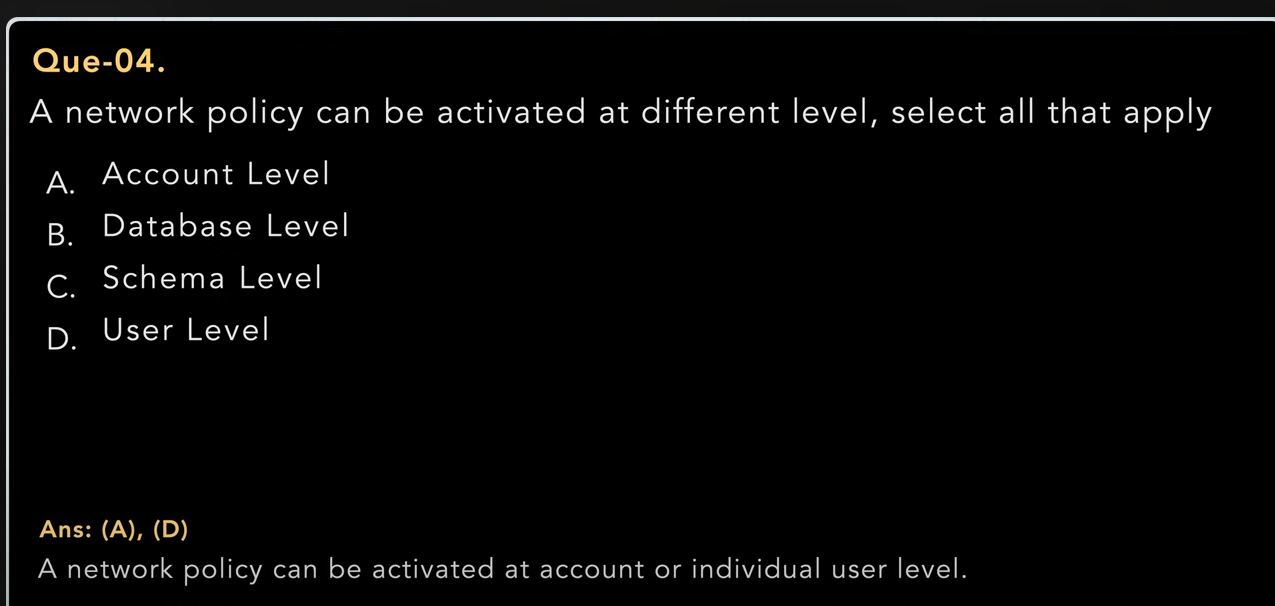 Que-04.
A network policy can be activated at different level, select all that apply
A. Account Level
B. Database Level
C. Schema Level
D. User Level
Ans: (A), (D)
A network policy can be activated at account or individual user level.